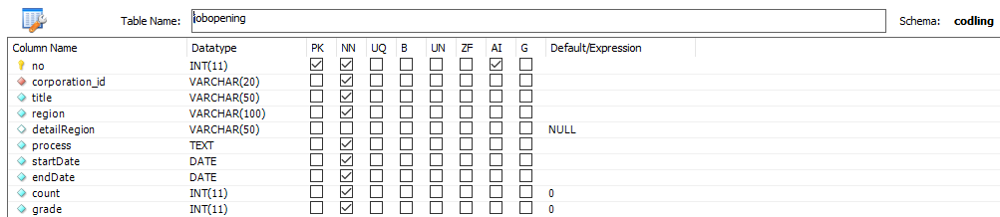 Table Name: jobopening Schema: codling
Column Name Datatype PK NN UQ B UN ZF AI G Default/Expression
no INT(11)
corporation_id VARCHAR(20)
title VARCHAR(50)
region VARCHAR(100)
detailRegion VARCHAR(50) NULL
process TEXT
startDate DATE
endDate DATE
count INT(11) 0
grade INT(11) 0